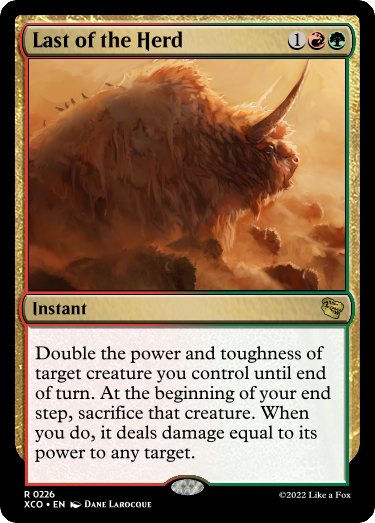 Last of the Herd 1
Instant
Double the power and toughness of
target creature you control until end
of turn. At the beginning of your end
step, sacrifice that creature. When
you do, it deals damage equal to its
power to any target.
R 0226
XCO • EN Dane Larocque
©2022 Like a Fox